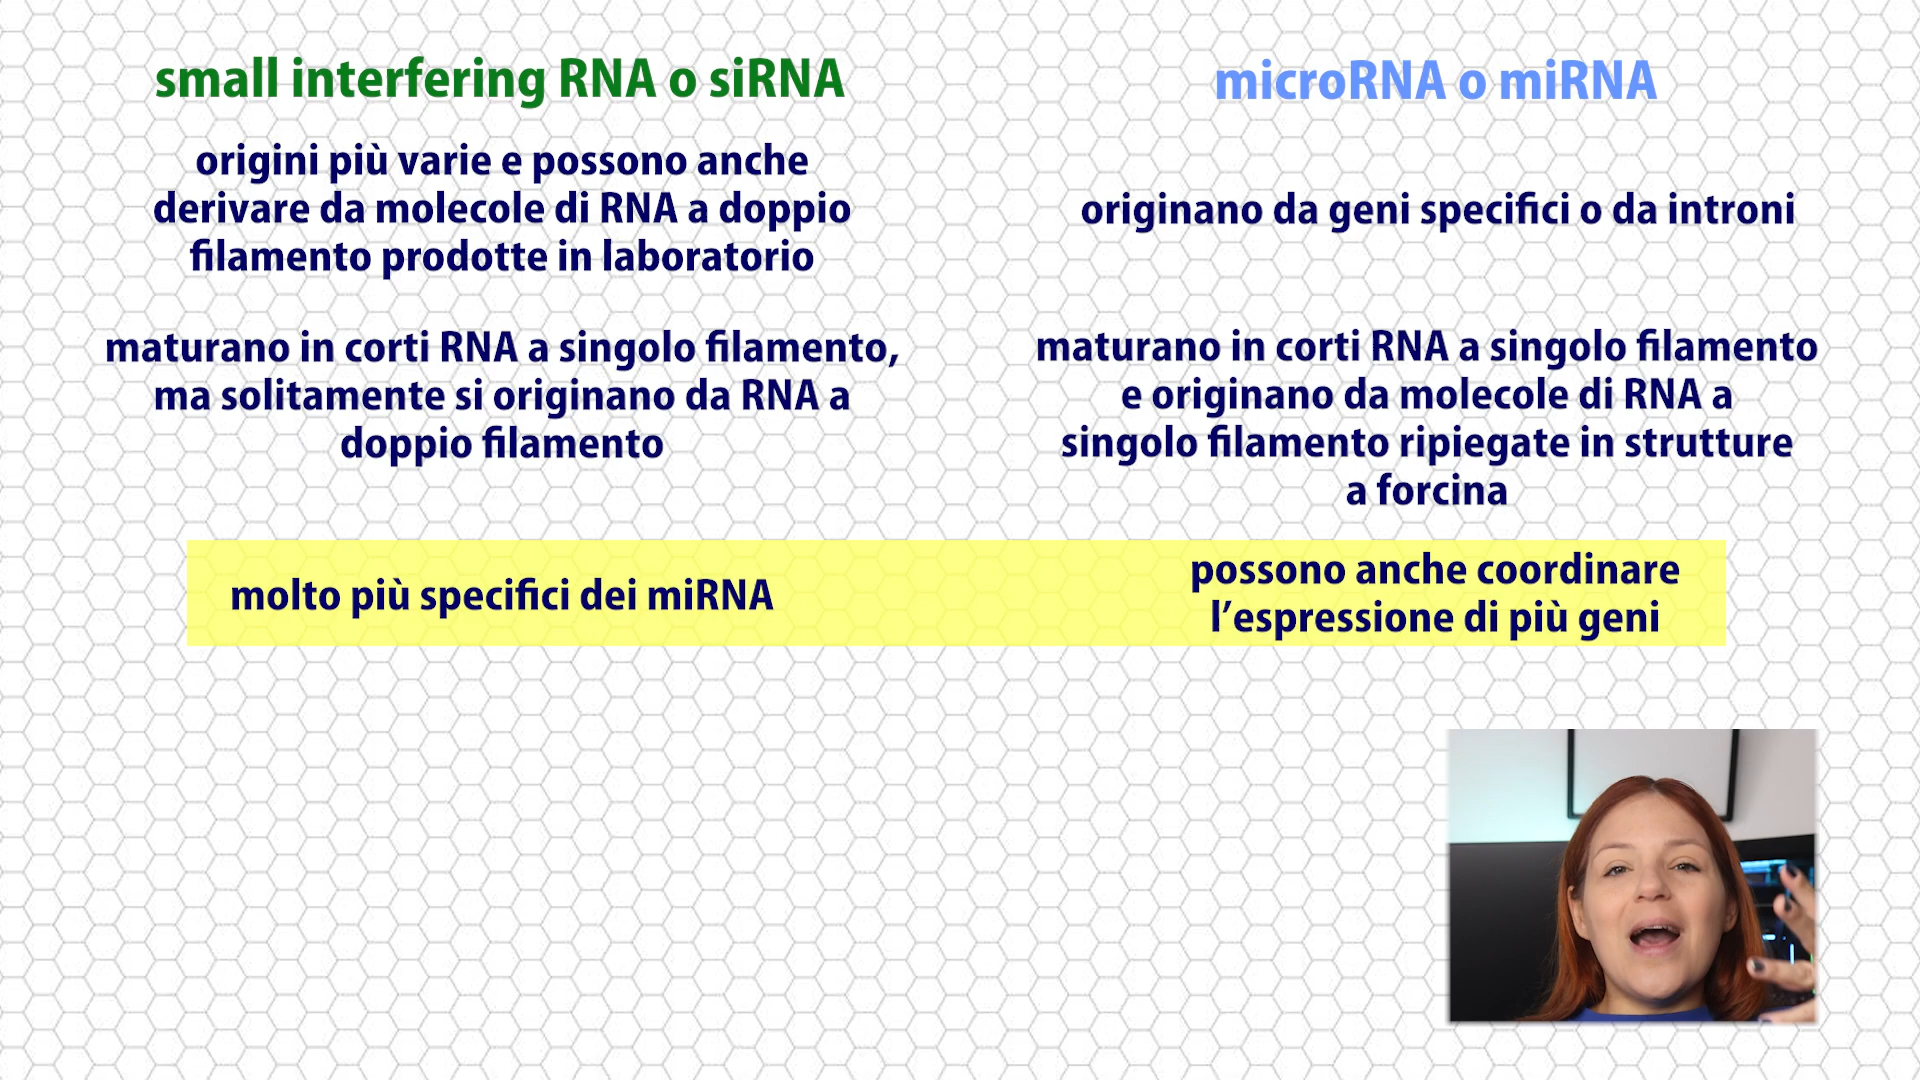 small interfering RNA o siRNA
origini più varie e possono anche
derivare da molecole di RNA a doppio
filamento prodotte in laboratorio
maturano in corti RNA a singolo filamento,
ma solitamente si originano da RNA a
doppio filamento
molto più specifici dei miRNA
microRNA o miRNA
originano da geni specifici o da introni
maturano in corti RNA a singolo filamento
e originano da molecole di RNA a
singolo filamento ripiegate in strutture
a forcina
possono anche coordinare
l’espressione di più geni